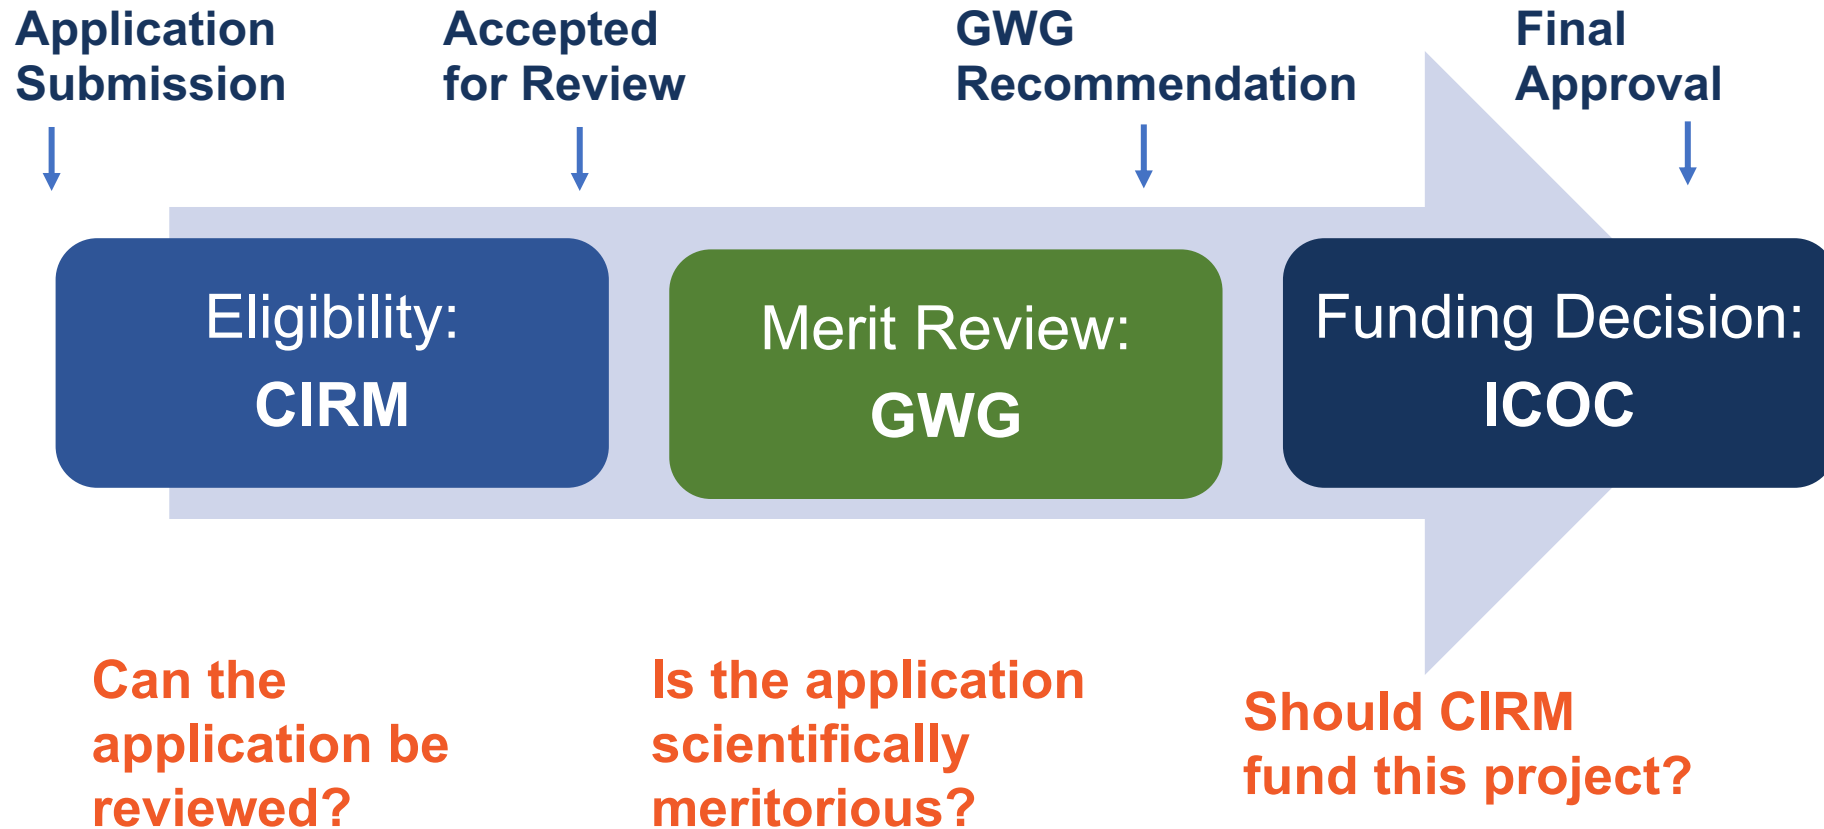 Application
Submission
Accepted
for Review
GWG
Recommendation
Final
Approval
Eligibility:
CIRM
Merit Review:
GWG
Funding Decision:
ICOC
Can the
application be
reviewed?
Is the application
scientifically
meritorious?
Should CIRM
fund this project?